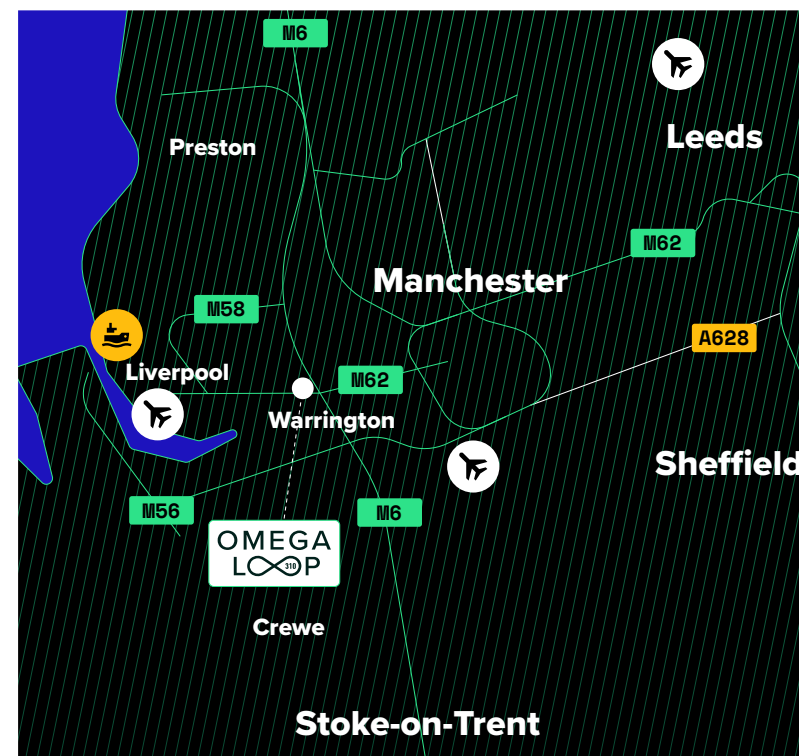 M6
Leeds
Preston
M62
Manchester
M58
A628
Liverpool
M62
Warrington
Sheffield
M56
M6
OMEGA
LOOP
310
Crewe
Stoke-on-Trent